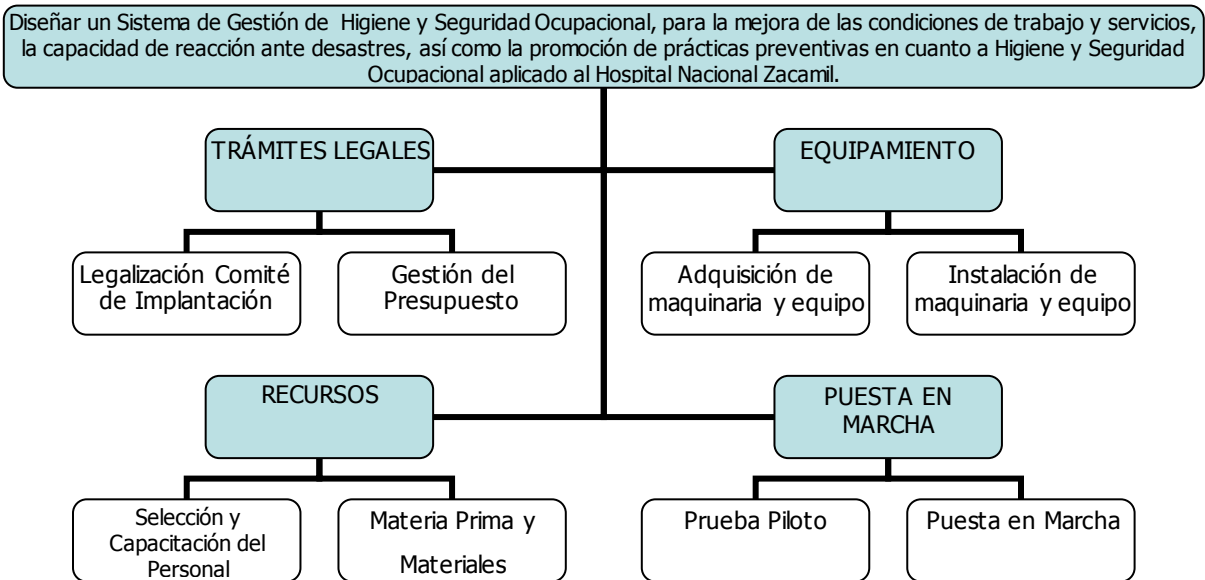 Diseñar un Sistema de Gestión de Higiene y Seguridad Ocupacional, para la mejora de las condiciones de trabajo y servicios,
la capacidad de reacción ante desastres, así como la promoción de prácticas preventivas en cuanto a Higiene y Seguridad
Ocupacional aplicado al Hospital Nacional Zacamil.
TRÁMITES LEGALES
EQUIPAMIENTO
Legalización Comité
de Implantación
Gestión del
Presupuesto
Adquisición de
maquinaria y equipo
Instalación de
maquinaria y equipo
RECURSOS
PUESTA EN
MARCHA
Selección y
Capacitación del
Personal
Materia Prima y
Materiales
Prueba Piloto
Puesta en Marcha